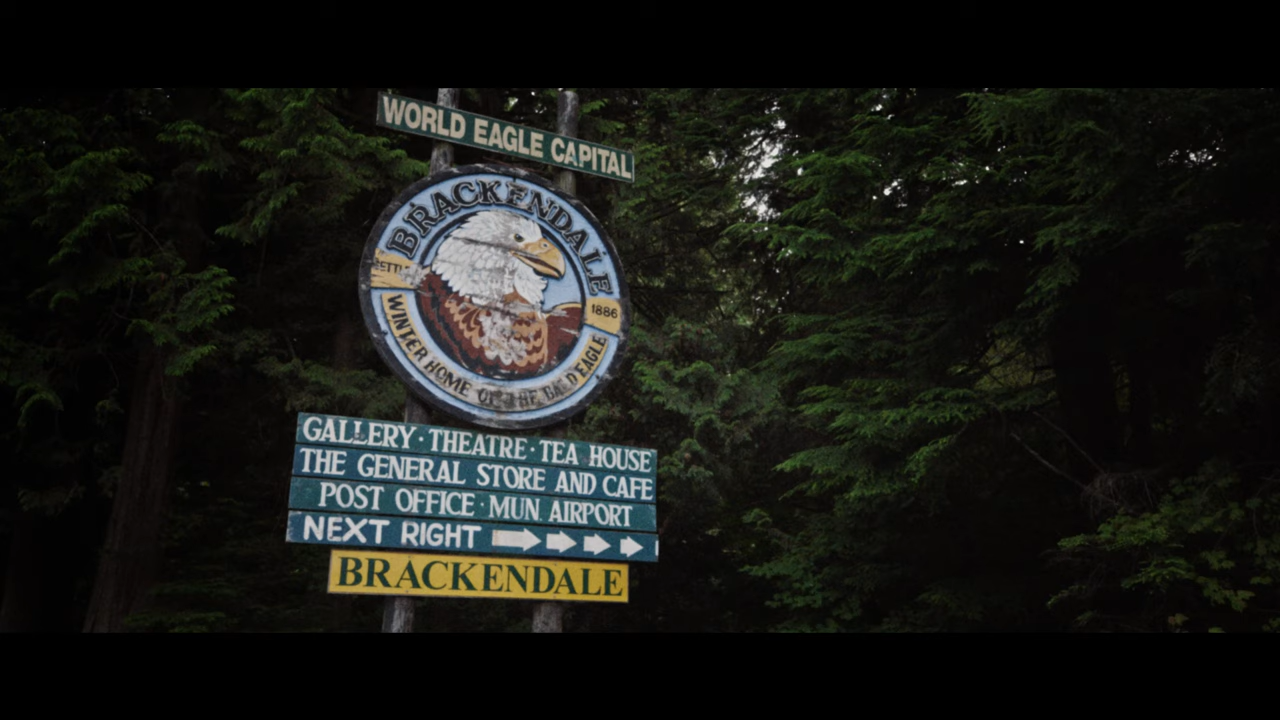 WORLD EAGLE CAPITAL
BRACKENDALE
1886
WINTER HOME OF THE BALD EAGLE
GALLERY · THEATRE · TEA HOUSE
THE GENERAL STORE AND CAFE
POST OFFICE · MUN AIRPORT
NEXT RIGHT
BRACKENDALE